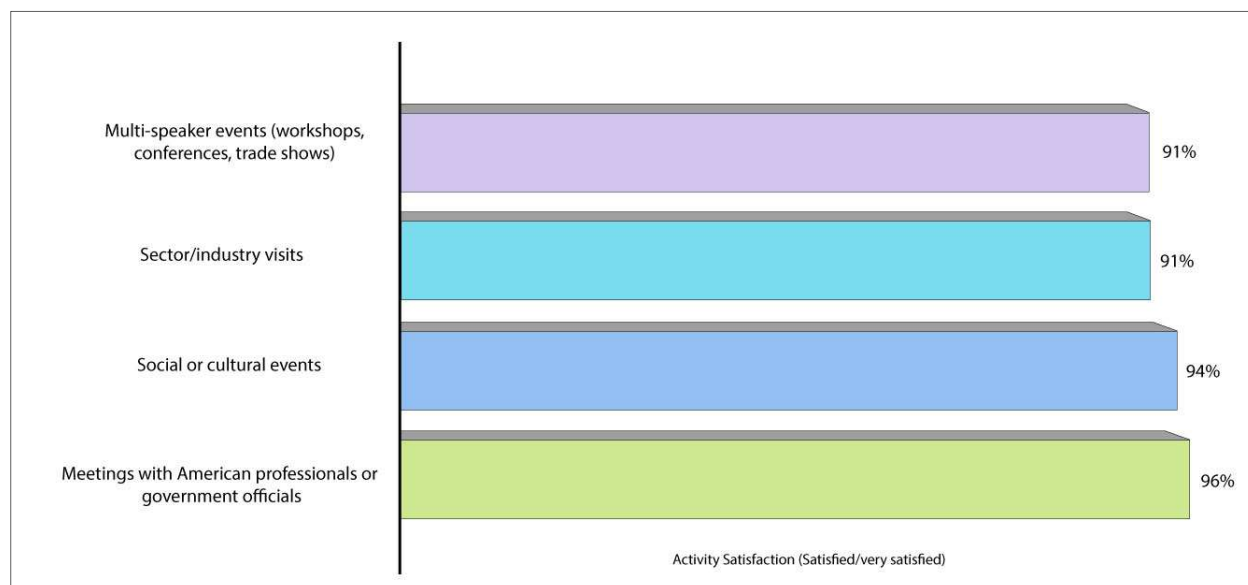 Multi-speaker events (workshops,
conferences, trade shows)
91%
Sector/industry visits
91%
Social or cultural events
94%
Meetings with American professionals or
government officials
96%
Activity Satisfaction (Satisfied/very satisfied)